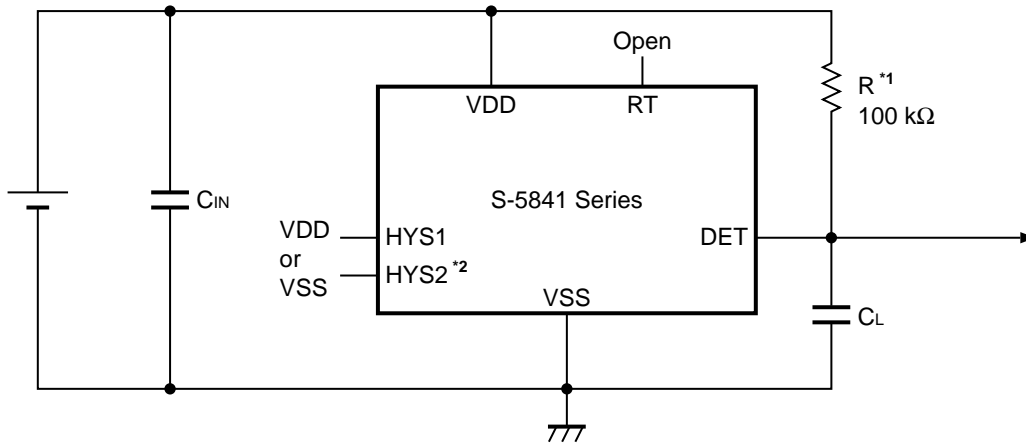 Open
VDD
RT
R *1
100 kΩ
CIN
S-5841 Series
VDD
or
VSS
HYS1
HYS2 *2
DET
VSS
CL